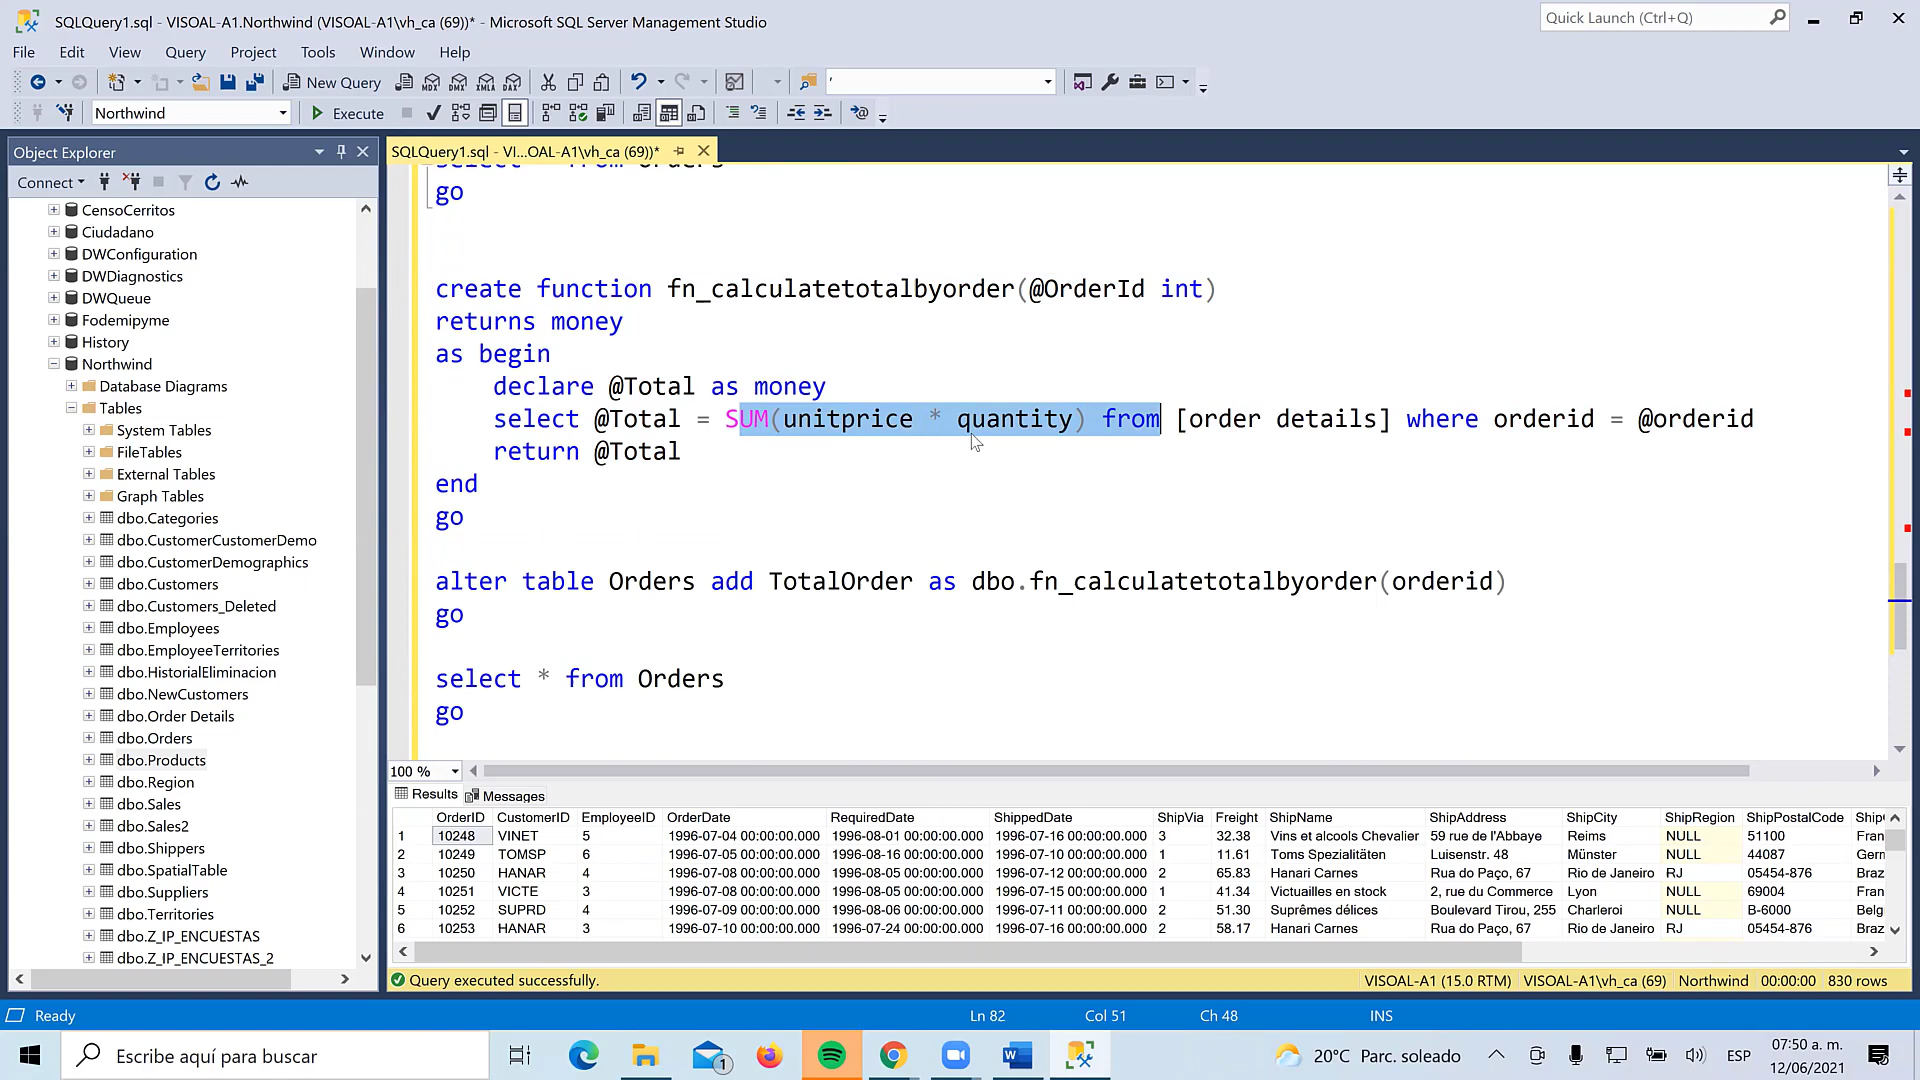 SQLQuery1.sql - VISOAL-A1.Northwind (VISOAL-A1\vh_ca (69))* - Microsoft SQL Server Management Studio
Quick Launch (Ctrl+Q)
File Edit View Query Project Tools Window Help
New Query MDX DMX XMLA DAX '
Northwind Execute
Object Explorer
SQLQuery1.sql - VI...OAL-A1\vh_ca (69))*
Connect
CensoCerritos
Ciudadano
DWConfiguration
DWDiagnostics
DWQueue
Fodemipyme
History
Northwind
Database Diagrams
Tables
System Tables
FileTables
External Tables
Graph Tables
dbo.Categories
dbo.CustomerCustomerDemo
dbo.CustomerDemographics
dbo.Customers
dbo.Customers_Deleted
dbo.Employees
dbo.EmployeeTerritories
dbo.HistorialEliminacion
dbo.NewCustomers
dbo.Order Details
dbo.Orders
dbo.Products
dbo.Region
dbo.Sales
dbo.Sales2
dbo.Shippers
dbo.SpatialTable
dbo.Suppliers
dbo.Territories
dbo.Z_IP_ENCUESTAS
dbo.Z_IP_ENCUESTAS_2
select * from Orders
go
create function fn_calculatetotalbyorder(@OrderId int)
returns money
as begin
declare @Total as money
select @Total = SUM(unitprice * quantity) from [order details] where orderid = @orderid
return @Total
end
go
alter table Orders add TotalOrder as dbo.fn_calculatetotalbyorder(orderid)
go
select * from Orders
go
100 %
Results Messages
OrderID CustomerID EmployeeID OrderDate RequiredDate ShippedDate ShipVia Freight ShipName ShipAddress ShipCity ShipRegion ShipPostalCode
1 10248 VINET 5 1996-07-04 00:00:00.000 1996-08-01 00:00:00.000 1996-07-16 00:00:00.000 3 32.38 Vins et alcools Chevalier 59 rue de l'Abbaye Reims NULL 51100 Fran
2 10249 TOMSP 6 1996-07-05 00:00:00.000 1996-08-16 00:00:00.000 1996-07-10 00:00:00.000 1 11.61 Toms Spezialitäten Luisenstr. 48 Münster NULL 44087 Gern
3 10250 HANAR 4 1996-07-08 00:00:00.000 1996-08-05 00:00:00.000 1996-07-12 00:00:00.000 2 65.83 Hanari Carnes Rua do Paço, 67 Rio de Janeiro RJ 05454-876 Braz
4 10251 VICTE 3 1996-07-08 00:00:00.000 1996-08-05 00:00:00.000 1996-07-15 00:00:00.000 1 41.34 Victuailles en stock 2, rue du Commerce Lyon NULL 69004 Fran
5 10252 SUPRD 4 1996-07-09 00:00:00.000 1996-08-06 00:00:00.000 1996-07-11 00:00:00.000 2 51.30 Suprêmes délices Boulevard Tirou, 255 Charleroi NULL B-6000 Belg
6 10253 HANAR 3 1996-07-10 00:00:00.000 1996-07-24 00:00:00.000 1996-07-16 00:00:00.000 2 58.17 Hanari Carnes Rua do Paço, 67 Rio de Janeiro RJ 05454-876 Braz
Query executed successfully. VISOAL-A1 (15.0 RTM) VISOAL-A1\vh_ca (69) Northwind 00:00:00 830 rows
Ready Ln 82 Col 51 Ch 48 INS
Escribe aquí para buscar 1 20°C Parc. soleado ESP 07:50 a. m.
12/06/2021